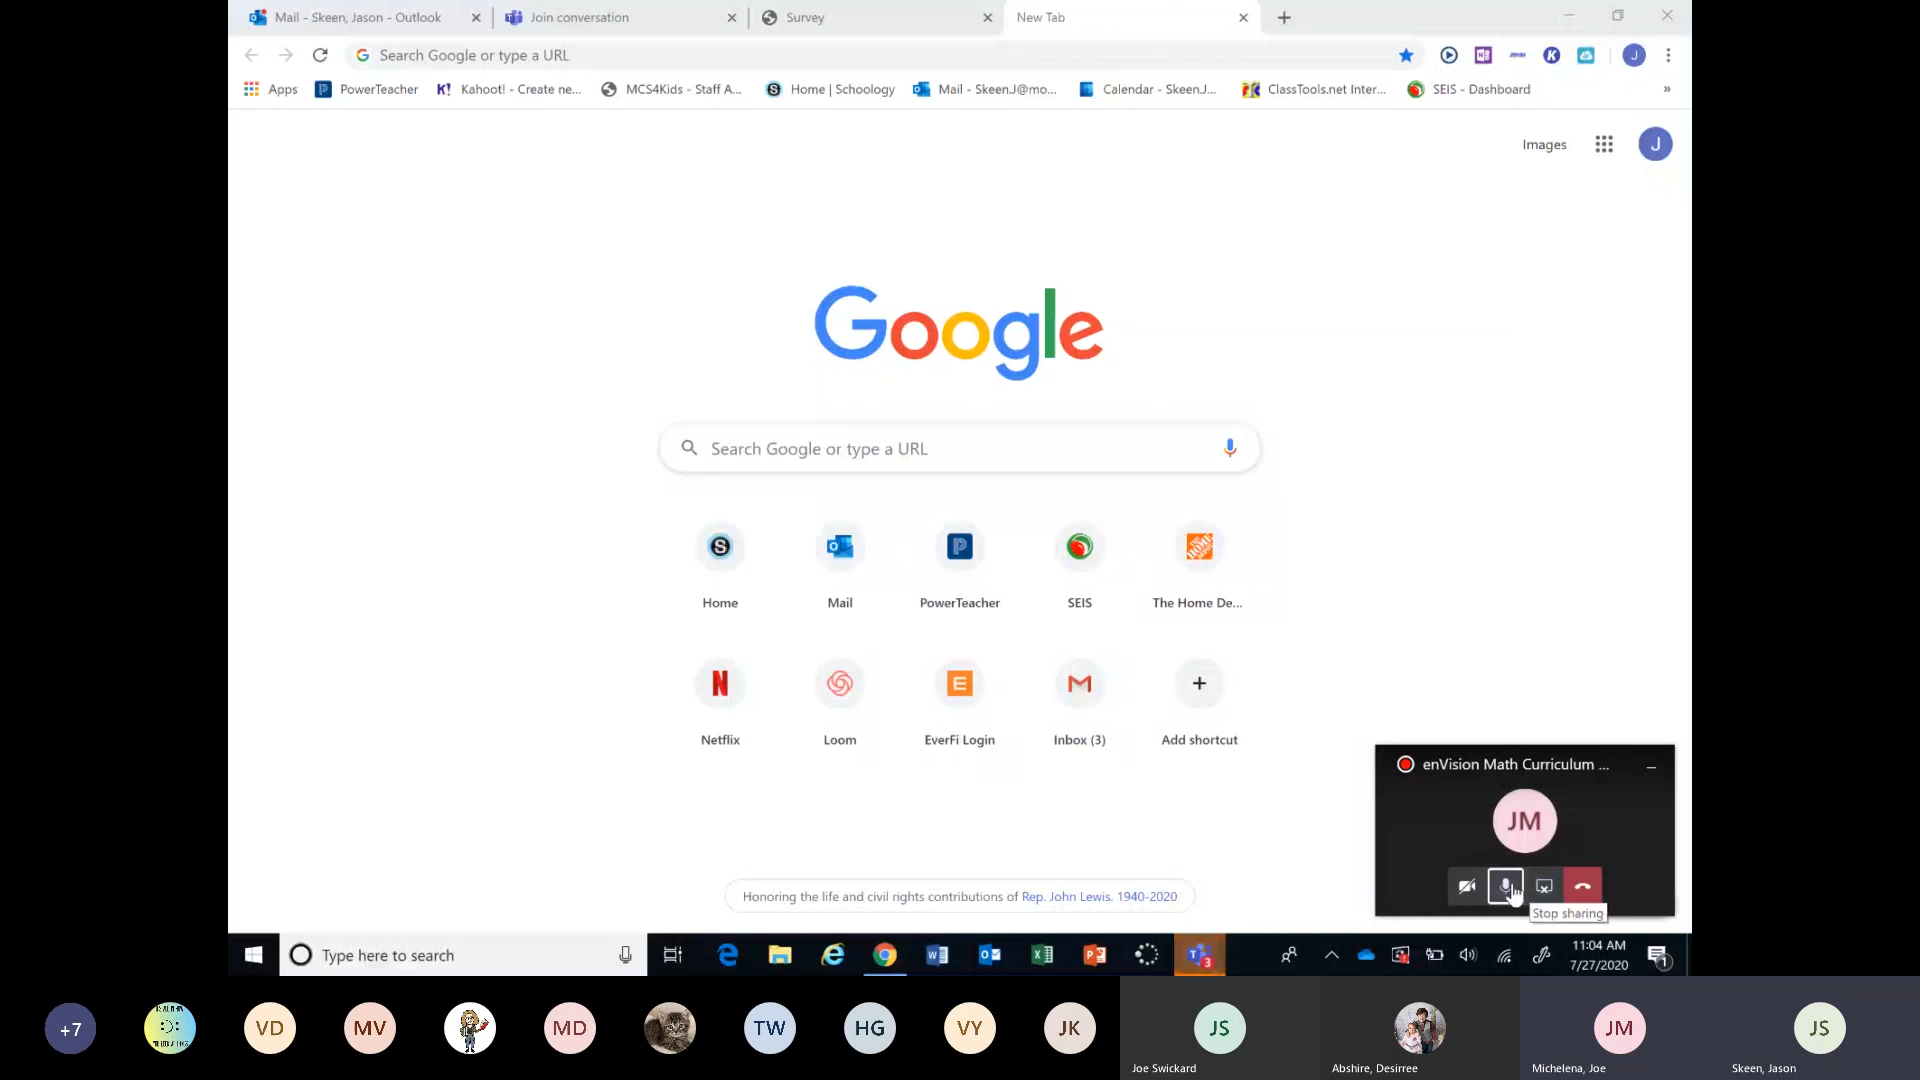 Mail - Skeen, Jason - Outlook
Join conversation
Survey
New Tab
Search Google or type a URL
Apps
PowerTeacher
Kahoot! - Create ne...
MCS4Kids - Staff A...
Home | Schoology
Mail - Skeen.J@mo...
Calendar - Skeen.J...
ClassTools.net Inter...
SEIS - Dashboard
»
Images
J
Google
Search Google or type a URL
Home
Mail
PowerTeacher
SEIS
The Home De...
Netflix
Loom
EverFi Login
Inbox (3)
Add shortcut
enVision Math Curriculum ...
JM
Stop sharing
Honoring the life and civil rights contributions of Rep. John Lewis. 1940-2020
Type here to search
3
11:04 AM
7/27/2020
1
+7
VD
MV
MD
TW
HG
VY
JK
JS
JM
JS
Joe Swickard
Abshire, Desirree
Michelena, Joe
Skeen, Jason